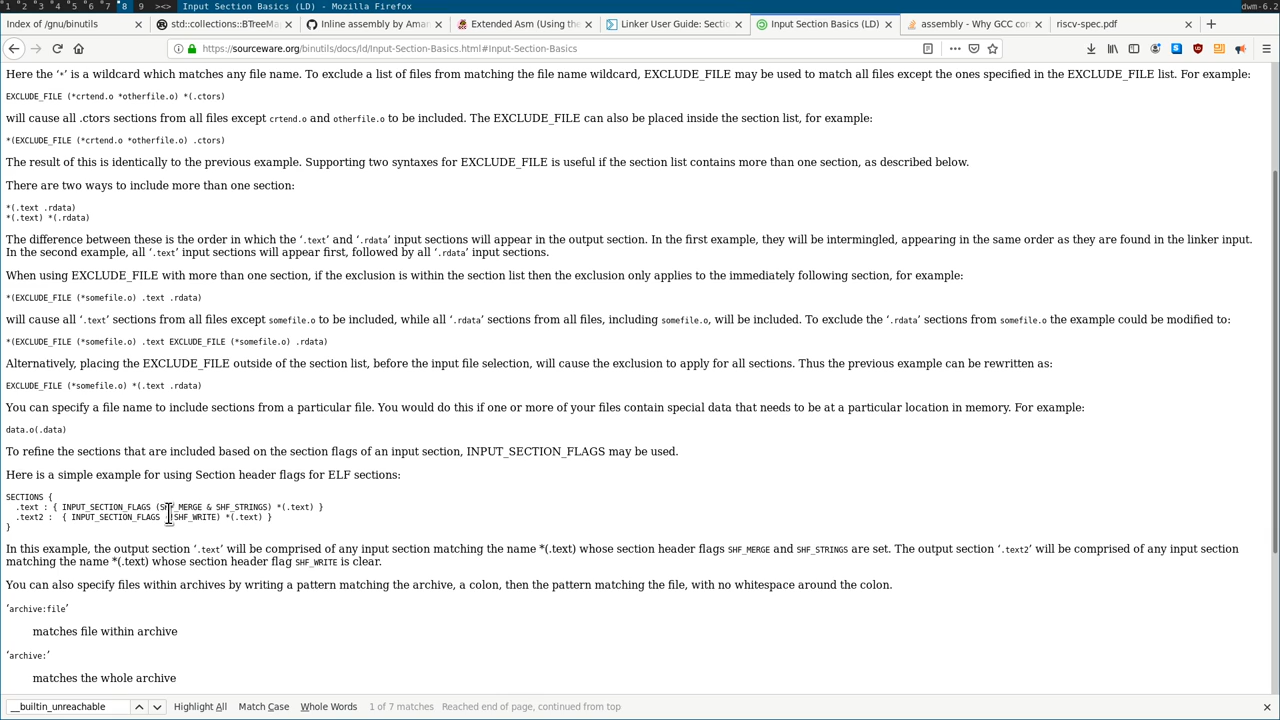 1 2 3 4 5 6 7 8 9 ><> Input Section Basics (LD) - Mozilla Firefox dwm-6.2
Index of /gnu/binutils std::collections::BTreeMa Inline assembly by Aman Extended Asm (Using the Linker User Guide: Sectio Input Section Basics (LD) assembly - Why GCC con riscv-spec.pdf
https://sourceware.org/binutils/docs/ld/Input-Section-Basics.html#Input-Section-Basics
Here the ‘*’ is a wildcard which matches any file name. To exclude a list of files from matching the file name wildcard, EXCLUDE_FILE may be used to match all files except the ones specified in the EXCLUDE_FILE list. For example:
EXCLUDE_FILE (*crtend.o *otherfile.o) *(.ctors)
will cause all .ctors sections from all files except crtend.o and otherfile.o to be included. The EXCLUDE_FILE can also be placed inside the section list, for example:
*(EXCLUDE_FILE (*crtend.o *otherfile.o) .ctors)
The result of this is identically to the previous example. Supporting two syntaxes for EXCLUDE_FILE is useful if the section list contains more than one section, as described below.
There are two ways to include more than one section:
*(.text .rdata)
*(.text) *(.rdata)
The difference between these is the order in which the ‘.text’ and ‘.rdata’ input sections will appear in the output section. In the first example, they will be intermingled, appearing in the same order as they are found in the linker input.
In the second example, all ‘.text’ input sections will appear first, followed by all ‘.rdata’ input sections.
When using EXCLUDE_FILE with more than one section, if the exclusion is within the section list then the exclusion only applies to the immediately following section, for example:
*(EXCLUDE_FILE (*somefile.o) .text .rdata)
will cause all ‘.text’ sections from all files except somefile.o to be included, while all ‘.rdata’ sections from all files, including somefile.o, will be included. To exclude the ‘.rdata’ sections from somefile.o the example could be modified to:
*(EXCLUDE_FILE (*somefile.o) .text EXCLUDE_FILE (*somefile.o) .rdata)
Alternatively, placing the EXCLUDE_FILE outside of the section list, before the input file selection, will cause the exclusion to apply for all sections. Thus the previous example can be rewritten as:
EXCLUDE_FILE (*somefile.o) *(.text .rdata)
You can specify a file name to include sections from a particular file. You would do this if one or more of your files contain special data that needs to be at a particular location in memory. For example:
data.o(.data)
To refine the sections that are included based on the section flags of an input section, INPUT_SECTION_FLAGS may be used.
Here is a simple example for using Section header flags for ELF sections:
SECTIONS {
.text : { INPUT_SECTION_FLAGS (SHF_MERGE & SHF_STRINGS) *(.text) }
.text2 : { INPUT_SECTION_FLAGS (!SHF_WRITE) *(.text) }
}
In this example, the output section ‘.text’ will be comprised of any input section matching the name *(.text) whose section header flags SHF_MERGE and SHF_STRINGS are set. The output section ‘.text2’ will be comprised of any input section
matching the name *(.text) whose section header flag SHF_WRITE is clear.
You can also specify files within archives by writing a pattern matching the archive, a colon, then the pattern matching the file, with no whitespace around the colon.
‘archive:file’
matches file within archive
‘archive:’
matches the whole archive
__builtin_unreachable Highlight All Match Case Whole Words 1 of 7 matches Reached end of page, continued from top